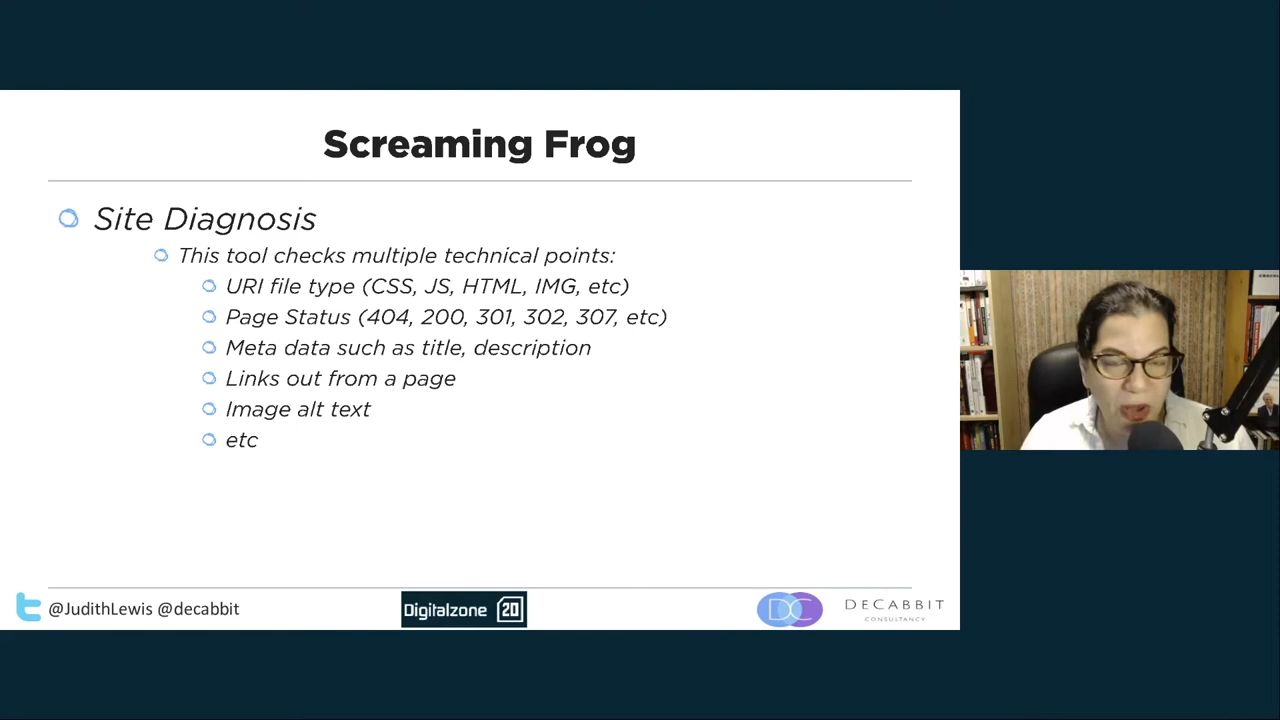 Screaming Frog
Site Diagnosis
This tool checks multiple technical points:
URI file type (CSS, JS, HTML, IMG, etc)
Page Status (404, 200, 301, 302, 307, etc)
Meta data such as title, description
Links out from a page
Image alt text
etc
@JudithLewis @decabbit
Digitalzone 20
DC
DECABBIT
CONSULTANCY